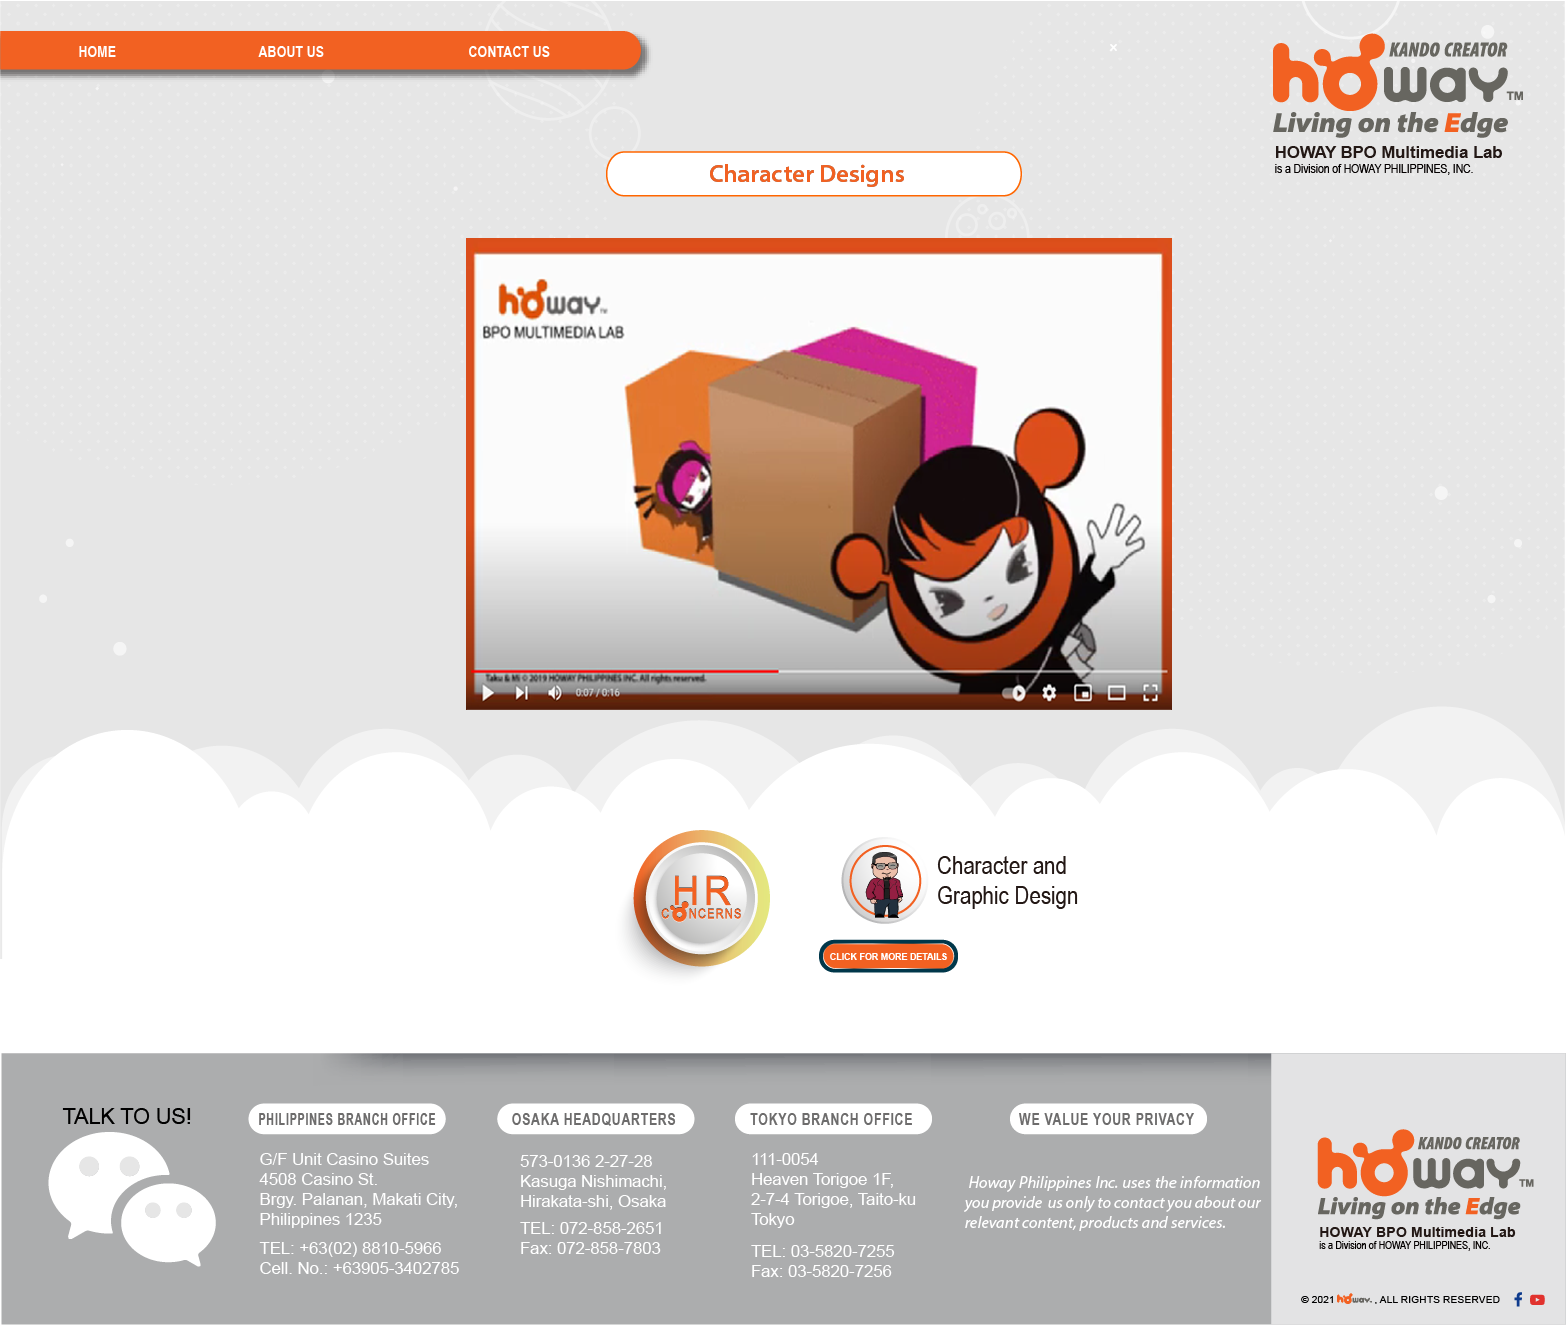 HOME
ABOUT US
CONTACT US
KANDO CREATOR
howay TM
Living on the Edge
HOWAY BPO Multimedia Lab
is a Division of HOWAY PHILIPPINES, INC.
Character Designs
howay TM
BPO MULTIMEDIA LAB
Taku & Mi © 2019 HOWAY PHILIPPINES INC. All rights reserved.
0:07 / 0:16
HR
CONCERNS
Character and
Graphic Design
CLICK FOR MORE DETAILS
TALK TO US!
PHILIPPINES BRANCH OFFICE
G/F Unit Casino Suites
4508 Casino St.
Brgy. Palanan, Makati City,
Philippines 1235
TEL: +63(02) 8810-5966
Cell. No.: +63905-3402785
OSAKA HEADQUARTERS
573-0136 2-27-28
Kasuga Nishimachi,
Hirakata-shi, Osaka
TEL: 072-858-2651
Fax: 072-858-7803
TOKYO BRANCH OFFICE
111-0054
Heaven Torigoe 1F,
2-7-4 Torigoe, Taito-ku
Tokyo
TEL: 03-5820-7255
Fax: 03-5820-7256
WE VALUE YOUR PRIVACY
Howay Philippines Inc. uses the information
you provide us only to contact you about our
relevant content, products and services.
KANDO CREATOR
howay TM
Living on the Edge
HOWAY BPO Multimedia Lab
is a Division of HOWAY PHILIPPINES, INC.
© 2021 howay. , ALL RIGHTS RESERVED